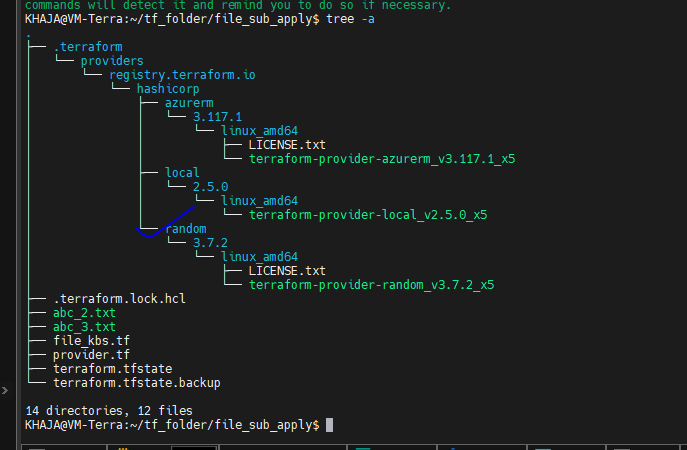 commands will detect it and remind you to do so if necessary.
KHAJA@VM-Terra:~/tf_folder/file_sub_apply$ tree -a
.
├── .terraform
│   └── providers
│       └── registry.terraform.io
│           └── hashicorp
│               ├── azurerm
│               │   └── 3.117.1
│               │       └── linux_amd64
│               │           ├── LICENSE.txt
│               │           └── terraform-provider-azurerm_v3.117.1_x5
│               ├── local
│               │   └── 2.5.0
│               │       └── linux_amd64
│               │           └── terraform-provider-local_v2.5.0_x5
│               └── random
│                   └── 3.7.2
│                       └── linux_amd64
│                           ├── LICENSE.txt
│                           └── terraform-provider-random_v3.7.2_x5
├── .terraform.lock.hcl
├── abc_2.txt
├── abc_3.txt
├── file_kbs.tf
├── provider.tf
├── terraform.tfstate
└── terraform.tfstate.backup
14 directories, 12 files
KHAJA@VM-Terra:~/tf_folder/file_sub_apply$